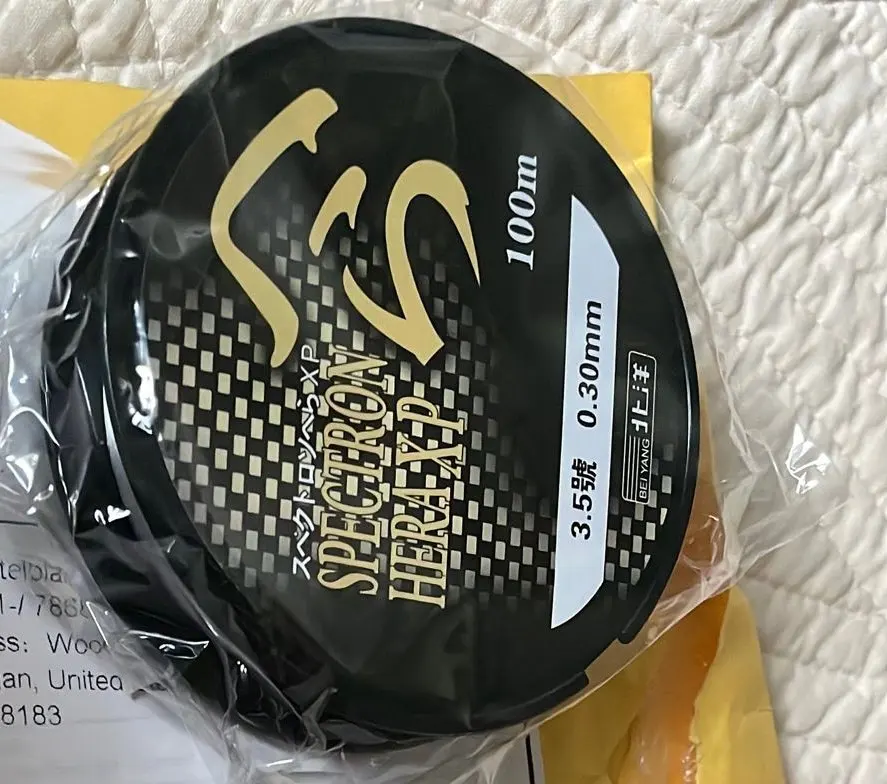 へら
スペクトロンへらXP
SPECTRON
HERA XP
100m
3.5號 0.30mm
BEIYANG 北洋
ss: Woo
an, United
8183